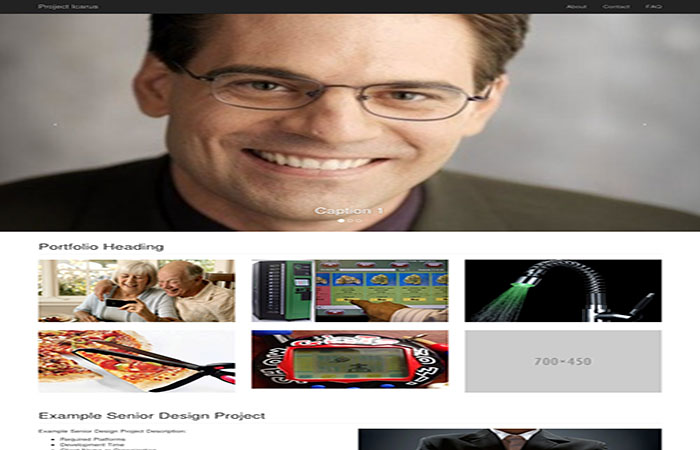 Project Icarus
About
Contact
FAQ
Caption 1
Portfolio Heading
700×450
Example Senior Design Project
Example Senior Design Project Description:
Required Platforms
Development Time